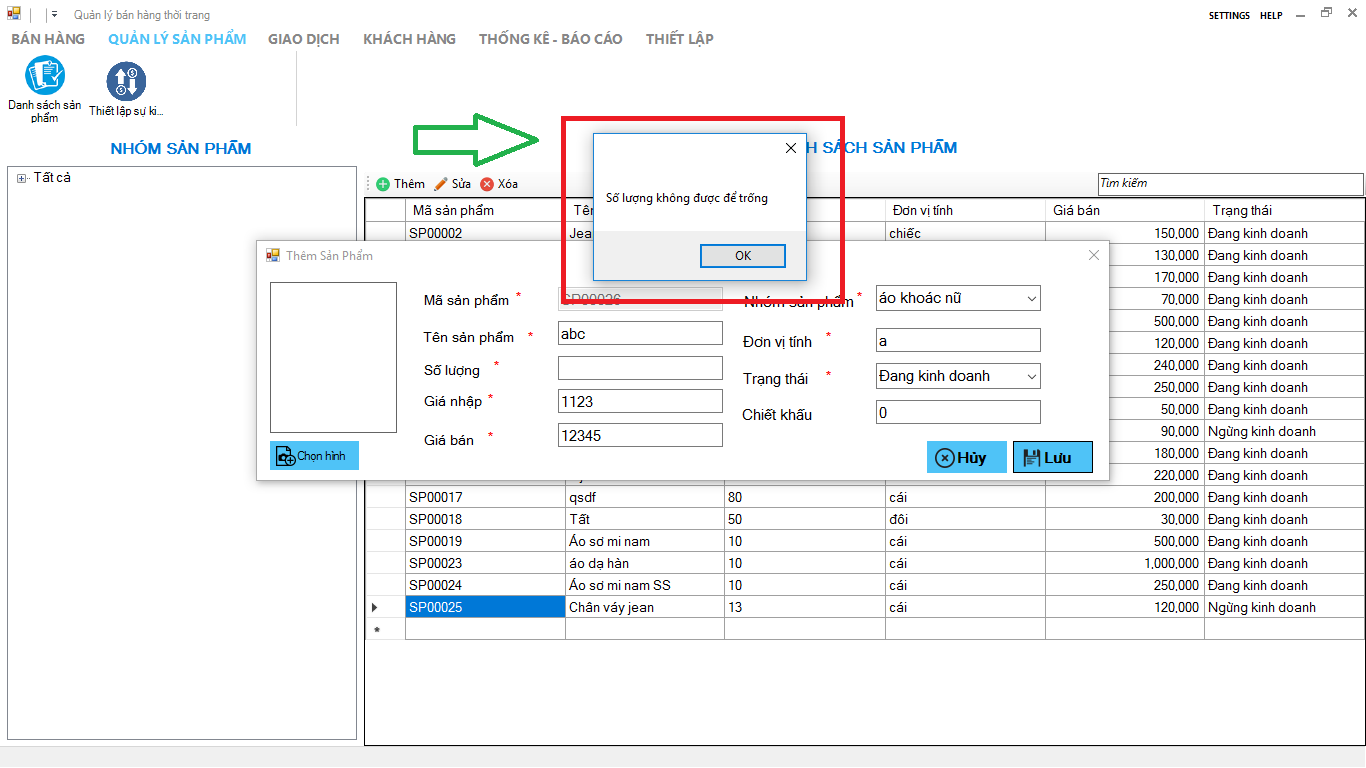 Quản lý bán hàng thời trang
SETTINGS HELP
BÁN HÀNG QUẢN LÝ SẢN PHẨM GIAO DỊCH KHÁCH HÀNG THỐNG KÊ - BÁO CÁO THIẾT LẬP
Danh sách sản phẩm
Thiết lập sự ki...
NHÓM SẢN PHẨM
H SÁCH SẢN PHẨM
Tất cả
Thêm Sửa Xóa
Tìm kiếm
Số lượng không được để trống
OK
Mã sản phẩm Tên Đơn vị tính Giá bán Trạng thái
SP00002 Jea chiếc 150,000 Đang kinh doanh
130,000 Đang kinh doanh
170,000 Đang kinh doanh
70,000 Đang kinh doanh
500,000 Đang kinh doanh
120,000 Đang kinh doanh
240,000 Đang kinh doanh
250,000 Đang kinh doanh
50,000 Đang kinh doanh
90,000 Ngừng kinh doanh
180,000 Đang kinh doanh
220,000 Đang kinh doanh
Thêm Sản Phẩm
Mã sản phẩm * SP00026
Nhóm sản phẩm * áo khoác nữ
Tên sản phẩm * abc
Đơn vị tính * a
Số lượng *
Trạng thái * Đang kinh doanh
Giá nhập * 1123
Chiết khấu 0
Giá bán * 12345
Chọn hình
Hủy Lưu
SP00017 qsdf 80 cái 200,000 Đang kinh doanh
SP00018 Tất 50 đôi 30,000 Đang kinh doanh
SP00019 Áo sơ mi nam 10 cái 500,000 Đang kinh doanh
SP00023 áo dạ hàn 10 cái 1,000,000 Đang kinh doanh
SP00024 Áo sơ mi nam SS 10 cái 250,000 Đang kinh doanh
SP00025 Chân váy jean 13 cái 120,000 Ngừng kinh doanh